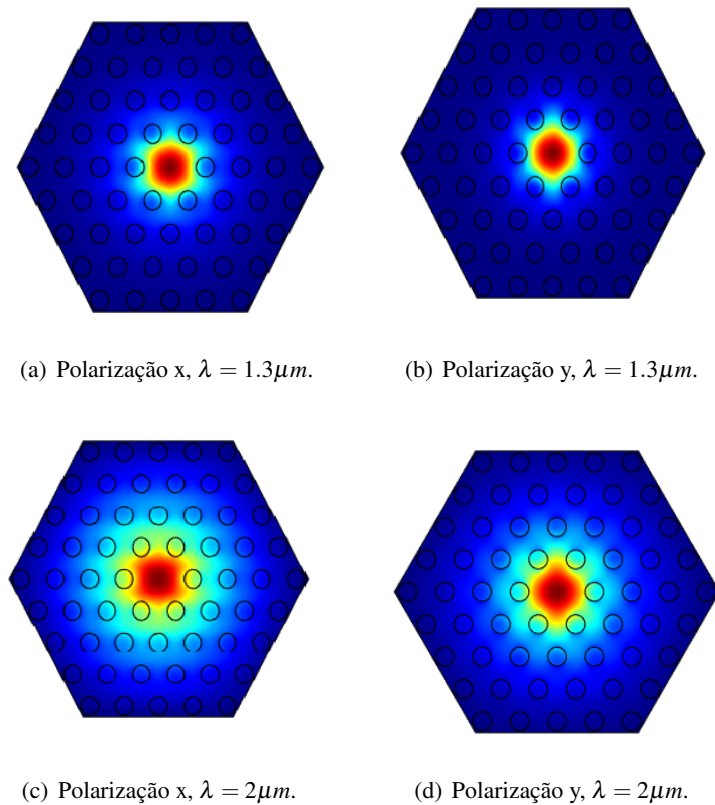 (a) Polarização x, λ = 1.3μm.
(b) Polarização y, λ = 1.3μm.
(c) Polarização x, λ = 2μm.
(d) Polarização y, λ = 2μm.